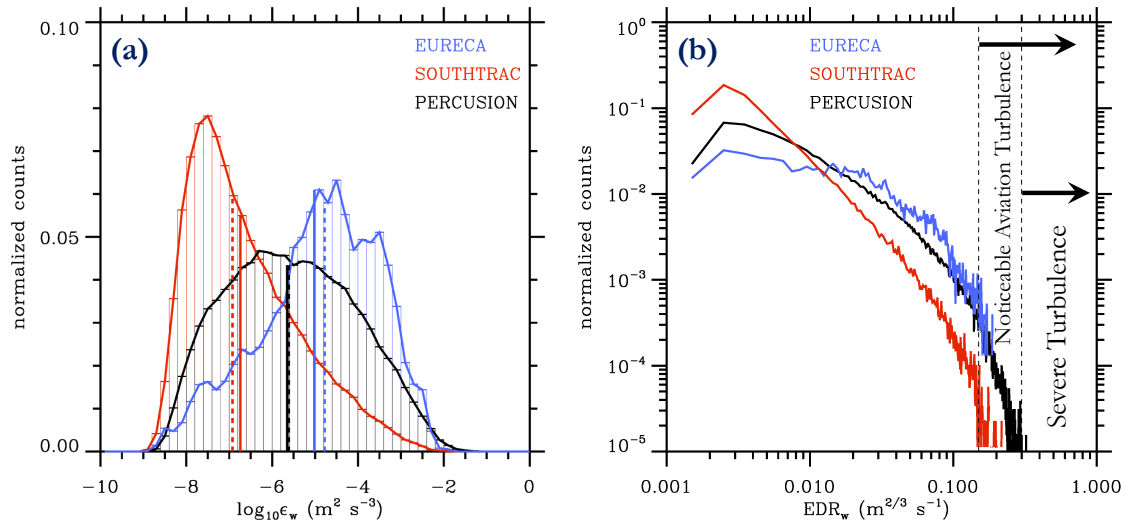 (a)
EURECA
SOUTHTRAC
PERCUSION
0.10
0.05
0.00
normalized counts
−10 −8 −6 −4 −2 0
log₁₀ϵ_w (m² s⁻³)
(b)
EURECA
SOUTHTRAC
PERCUSION
10⁰
10⁻¹
10⁻²
10⁻³
10⁻⁴
10⁻⁵
normalized counts
Noticeable Aviation Turbulence
Severe Turbulence
0.001 0.010 0.100 1.000
EDR_w (m^2/3 s⁻¹)